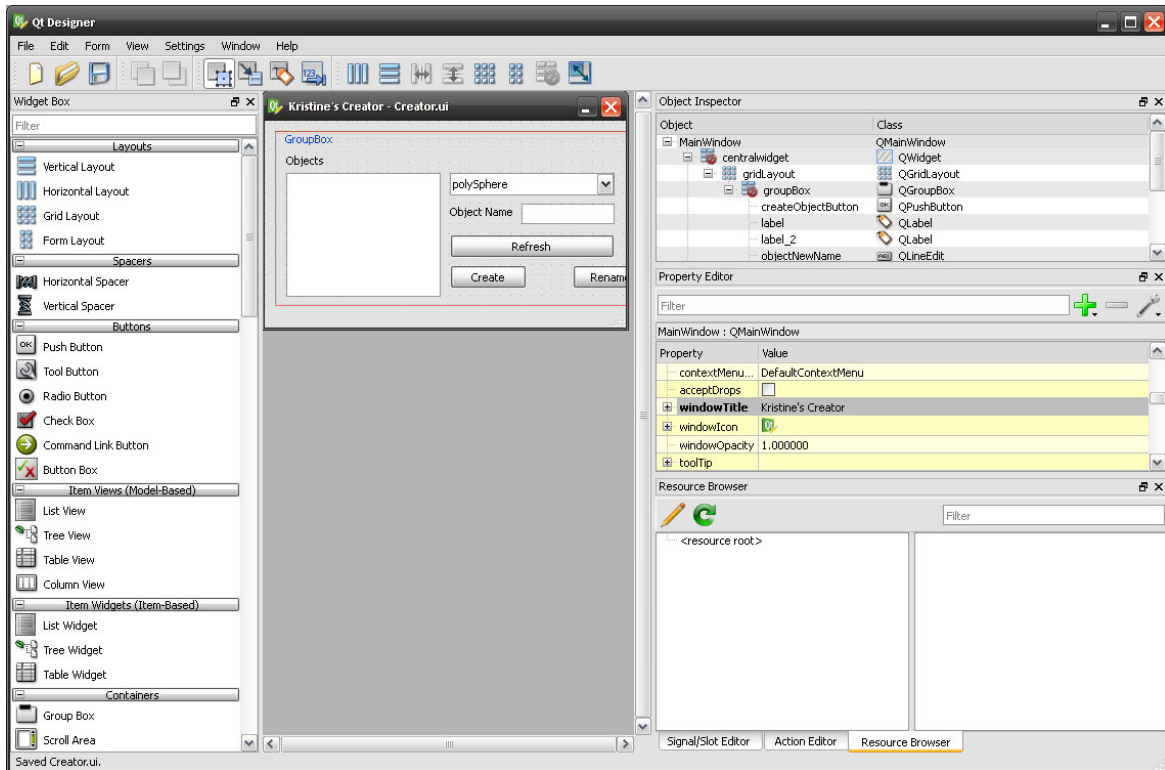 Qt Designer
File Edit Form View Settings Window Help
Widget Box
Filter
Layouts
Vertical Layout
Horizontal Layout
Grid Layout
Form Layout
Spacers
Horizontal Spacer
Vertical Spacer
Buttons
OK Push Button
Tool Button
Radio Button
Check Box
Command Link Button
Button Box
Item Views (Model-Based)
List View
Tree View
Table View
Column View
Item Widgets (Item-Based)
List Widget
Tree Widget
Table Widget
Containers
Group Box
Scroll Area
Saved Creator.ui.
Kristine's Creator - Creator.ui
GroupBox
Objects
polySphere
Object Name
Refresh
Create Renam
Object Inspector
Object Class
MainWindow QMainWindow
centralwidget QWidget
gridLayout QGridLayout
groupBox QGroupBox
createObjectButton OK QPushButton
label QLabel
label_2 QLabel
objectNewName QLineEdit
Property Editor
Filter
MainWindow : QMainWindow
Property Value
contextMenu... DefaultContextMenu
acceptDrops
windowTitle Kristine's Creator
windowIcon
windowOpacity 1.000000
toolTip
Resource Browser
Filter
<resource root>
Signal/Slot Editor Action Editor Resource Browser